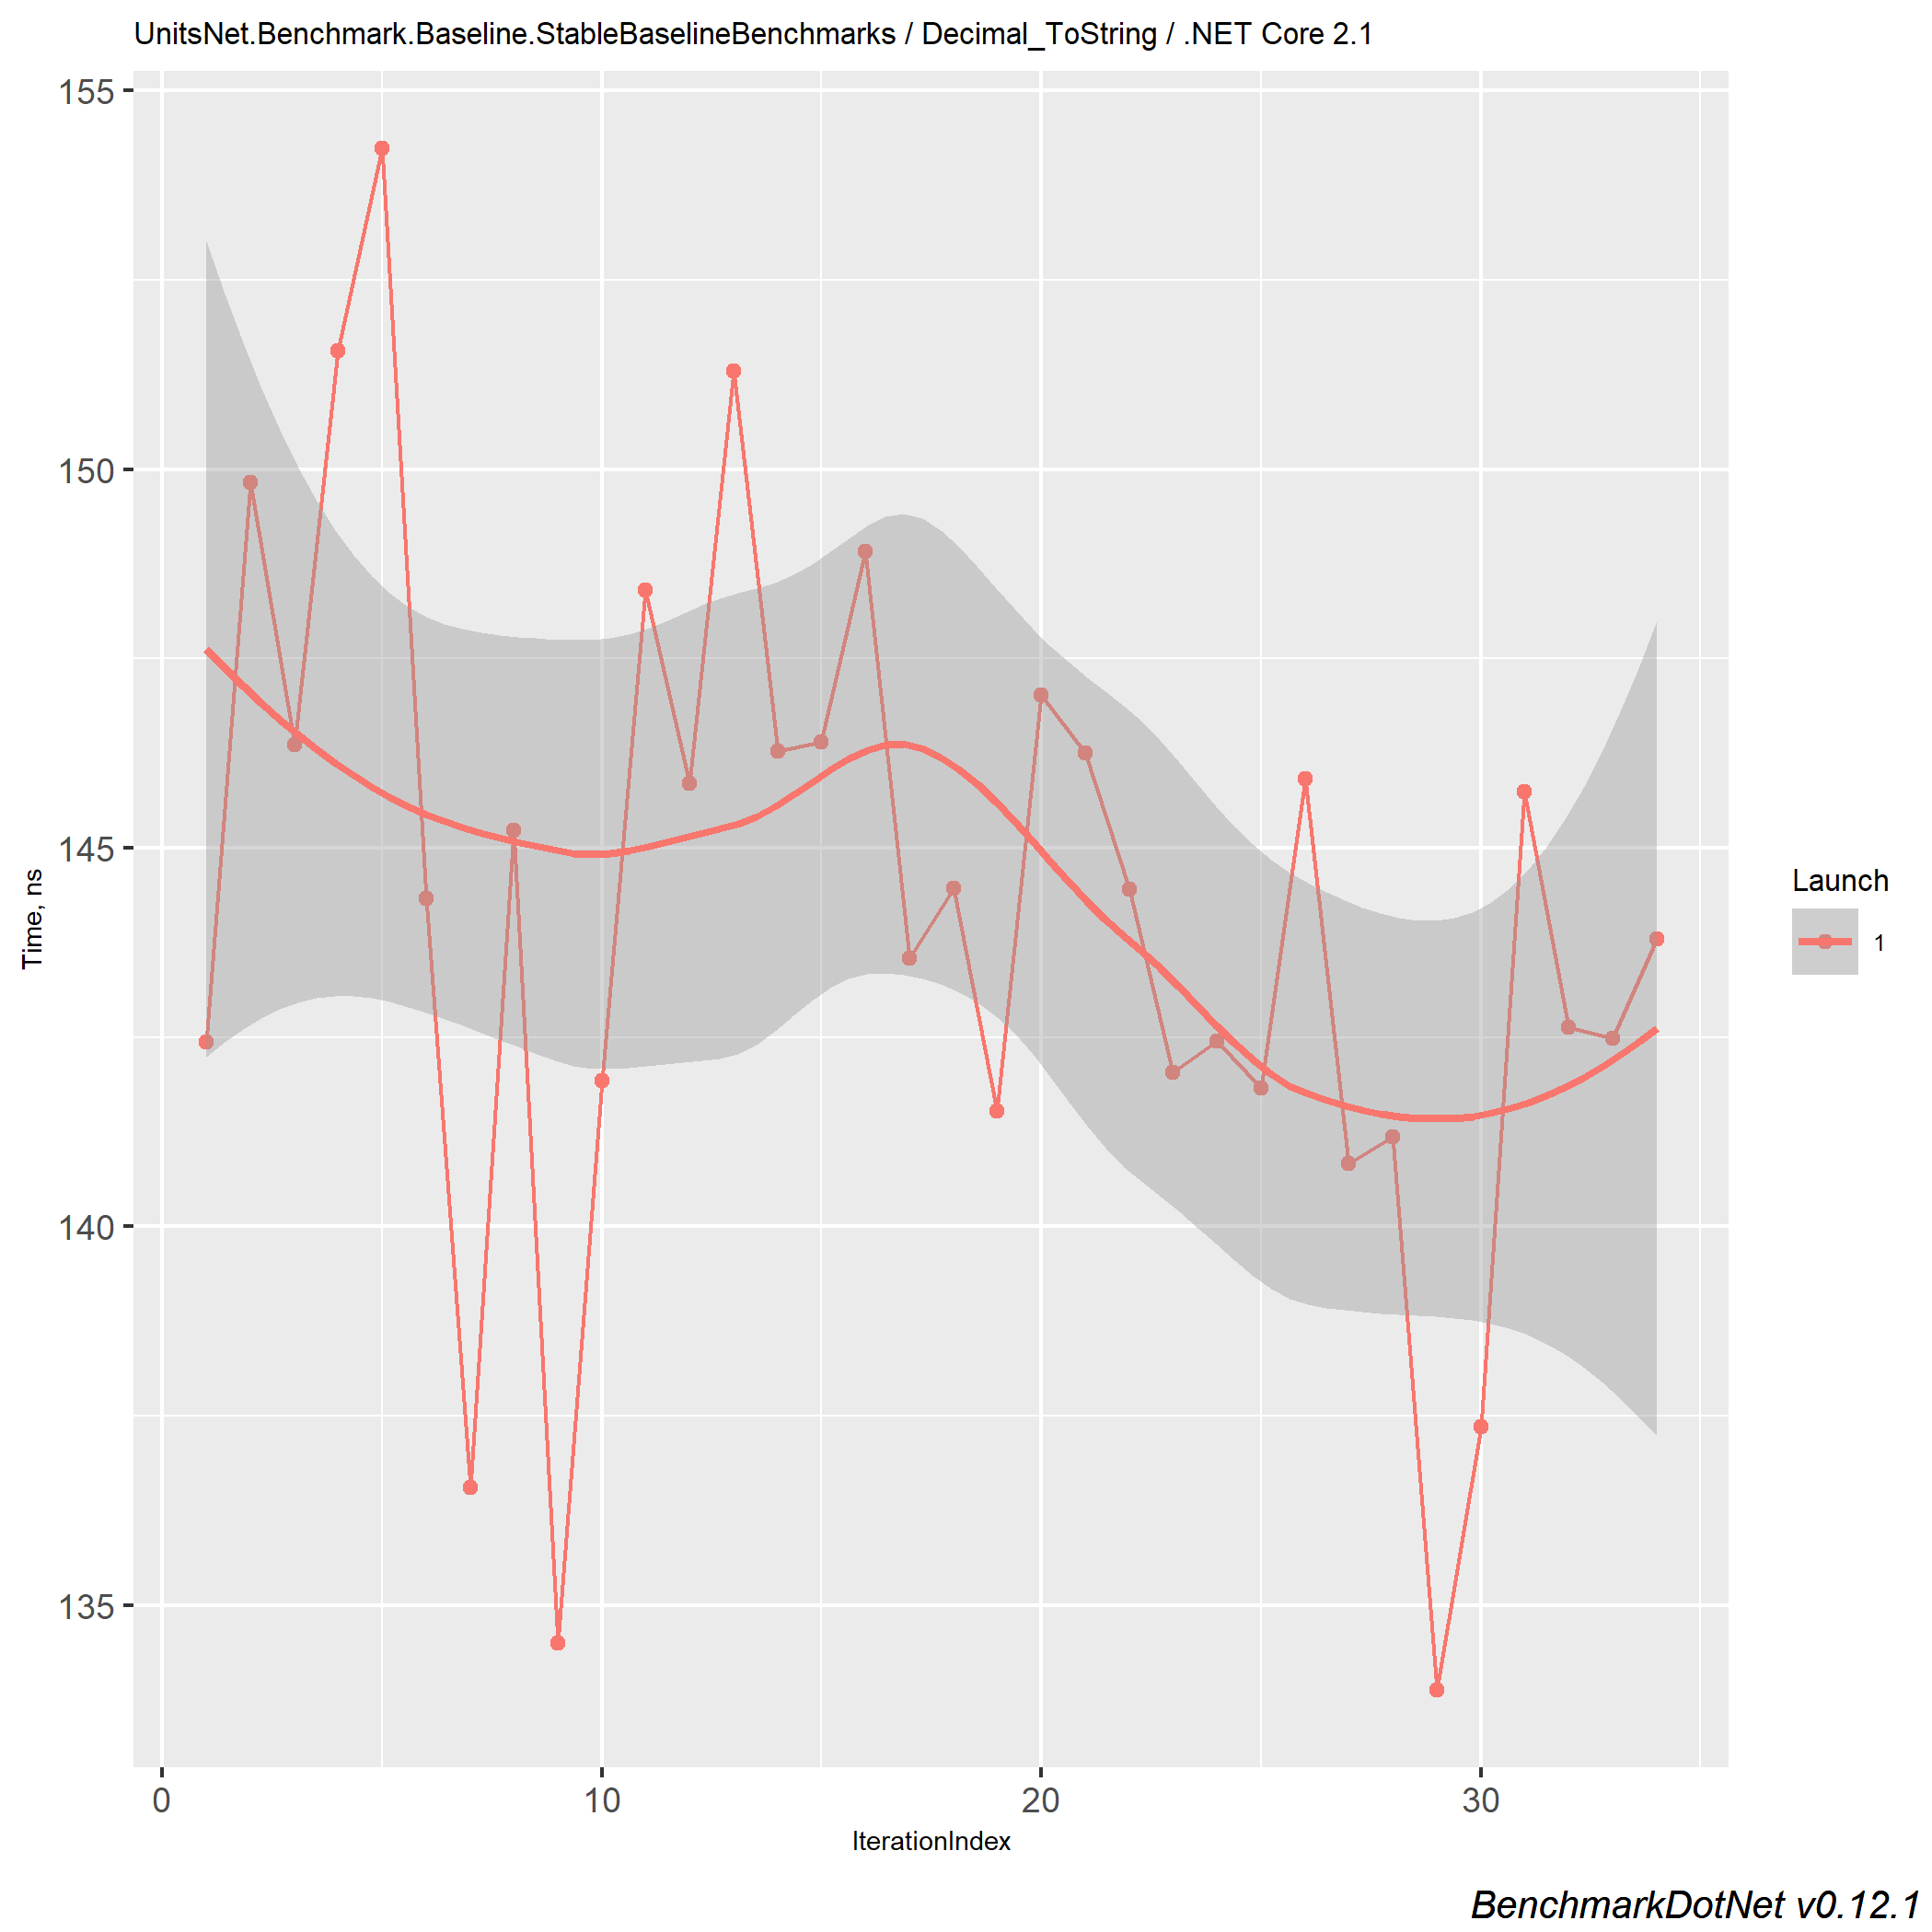 UnitsNet.Benchmark.Baseline.StableBaselineBenchmarks / Decimal_ToString / .NET Core 2.1
155
150
145
140
135
Time, ns
0 10 20 30
IterationIndex
Launch
1
BenchmarkDotNet v0.12.1